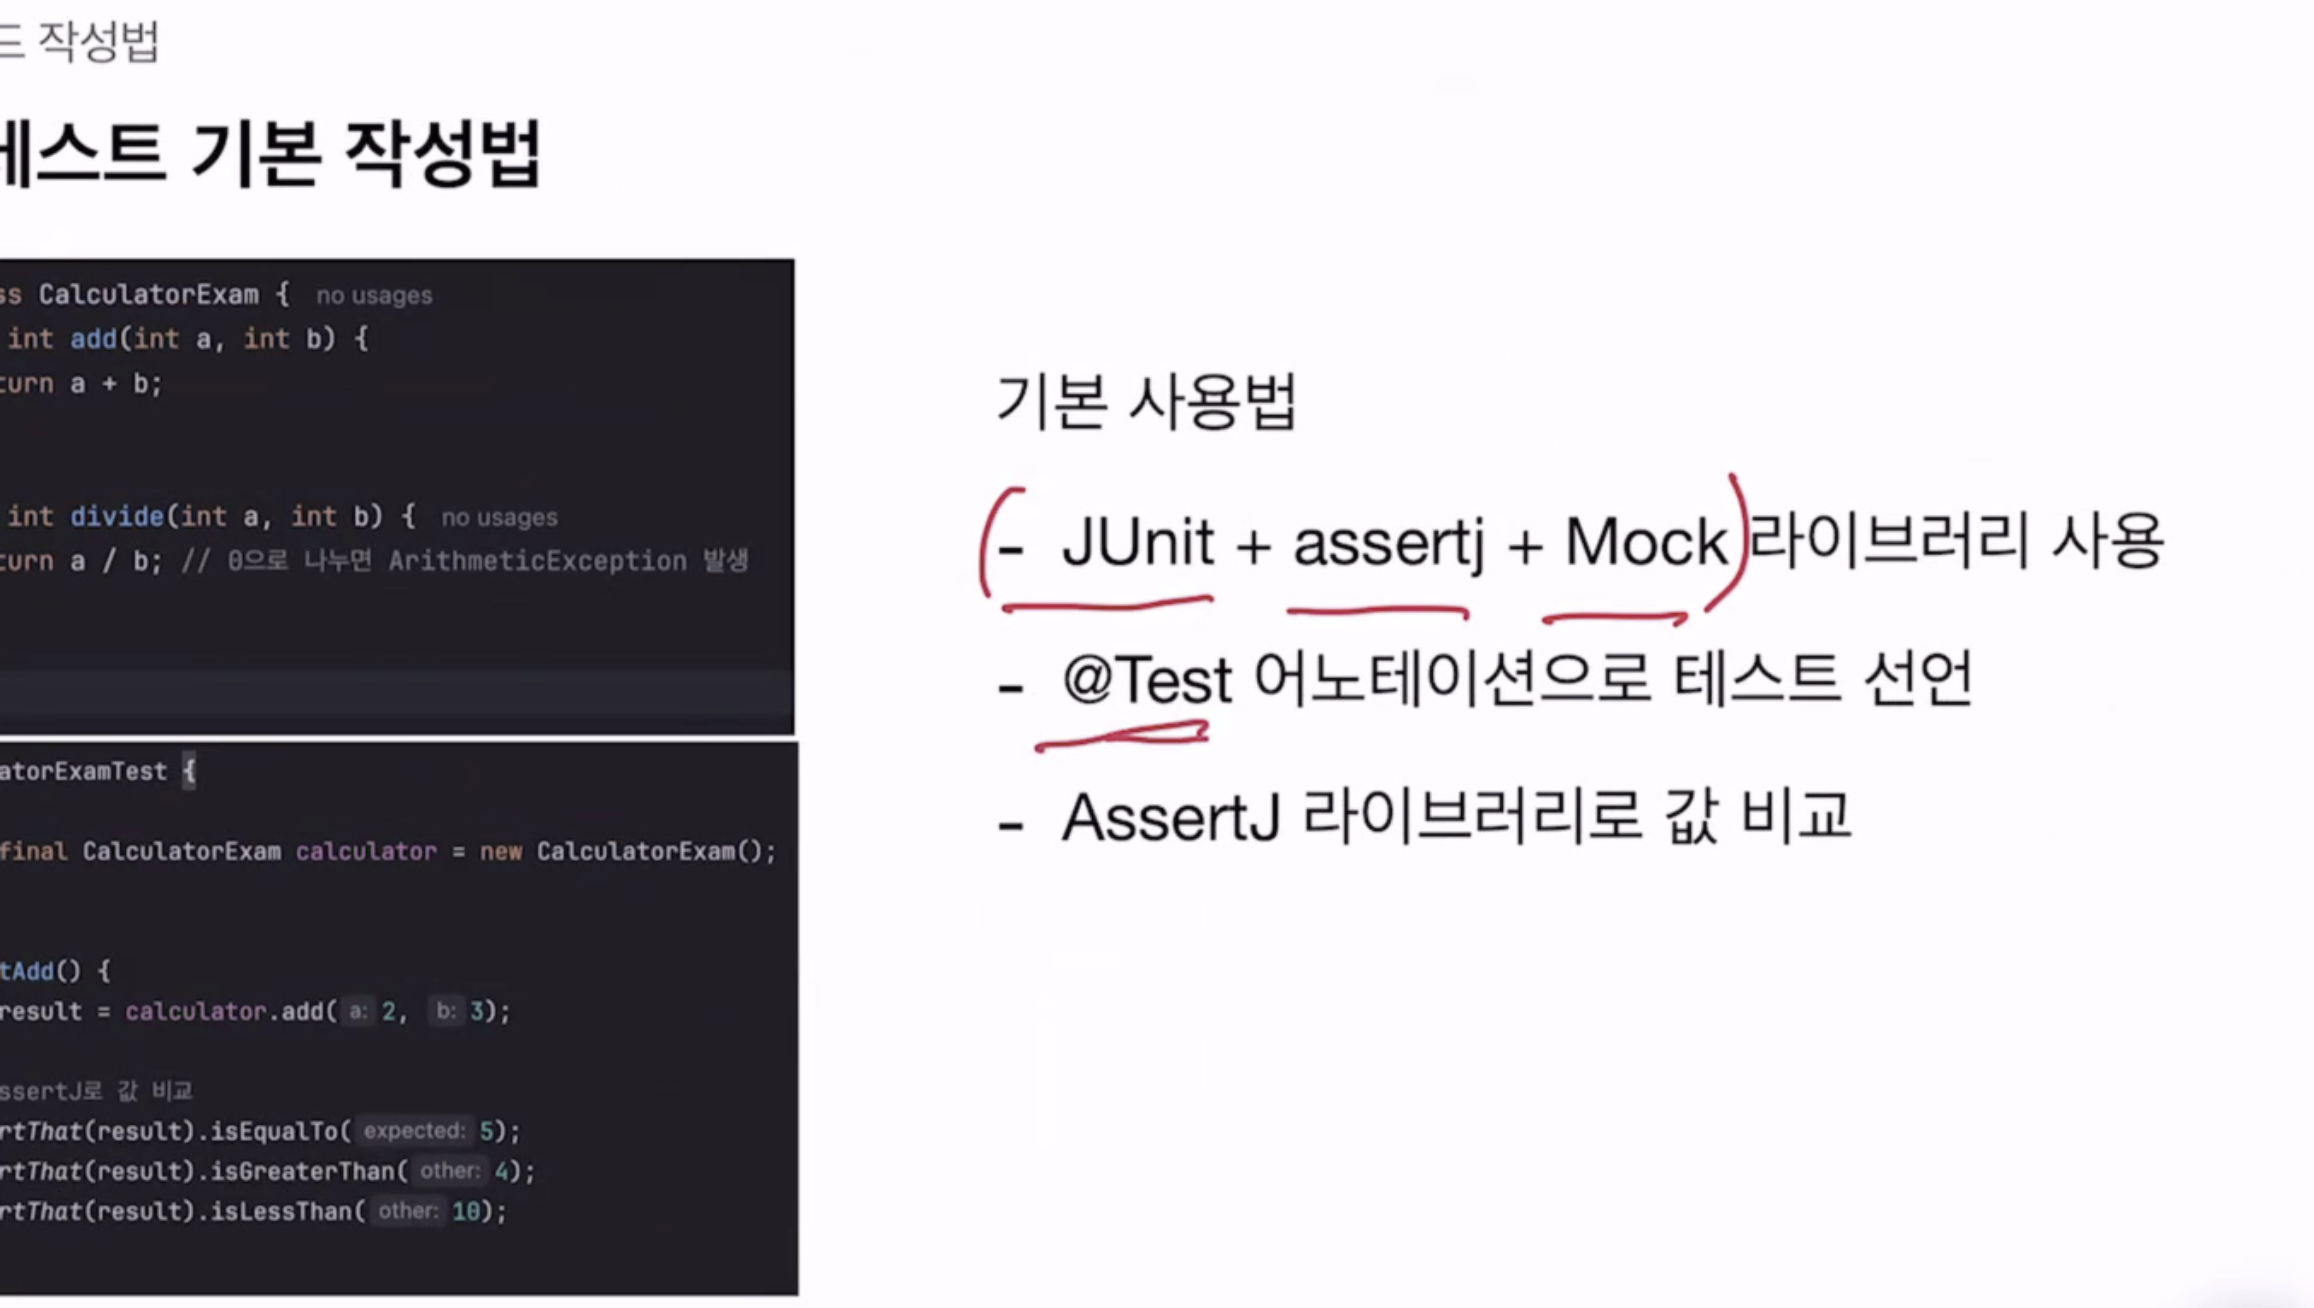 드 작성법
테스트 기본 작성법
ss CalculatorExam { no usages
int add(int a, int b) {
turn a + b;
int divide(int a, int b) { no usages
turn a / b; // 0으로 나누면 ArithmeticException 발생
atorExamTest {
final CalculatorExam calculator = new CalculatorExam();
tAdd() {
result = calculator.add( a: 2, b: 3);
ssertJ로 값 비교
rtThat(result).isEqualTo( expected: 5);
rtThat(result).isGreaterThan( other: 4);
rtThat(result).isLessThan( other: 10);
기본 사용법
- JUnit + assertj + Mock 라이브러리 사용
- @Test 어노테이션으로 테스트 선언
- AssertJ 라이브러리로 값 비교